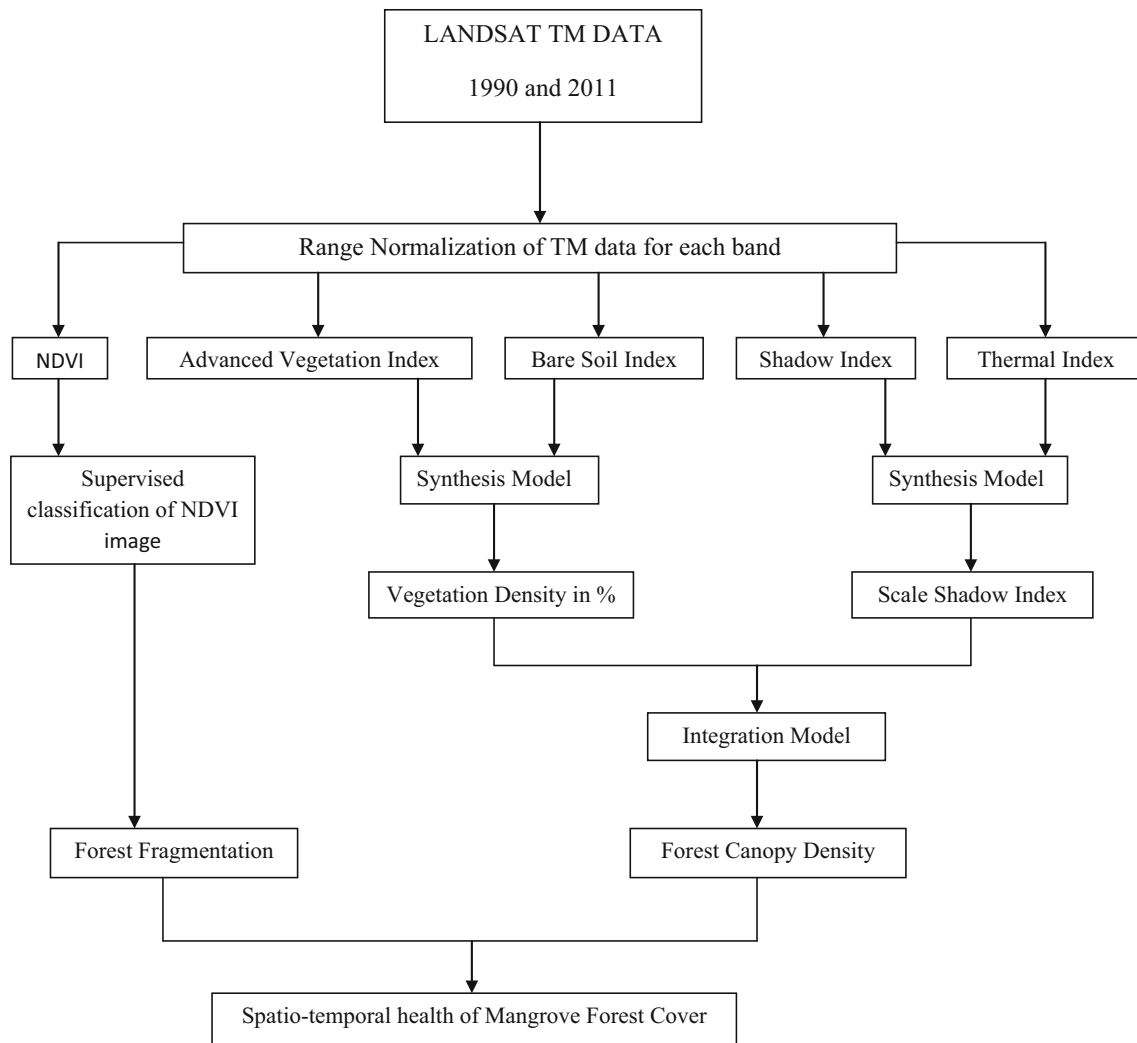 LANDSAT TM DATA
1990 and 2011
Range Normalization of TM data for each band
NDVI
Advanced Vegetation Index
Bare Soil Index
Shadow Index
Thermal Index
Supervised
classification of NDVI
image
Synthesis Model
Synthesis Model
Vegetation Density in %
Scale Shadow Index
Integration Model
Forest Fragmentation
Forest Canopy Density
Spatio-temporal health of Mangrove Forest Cover